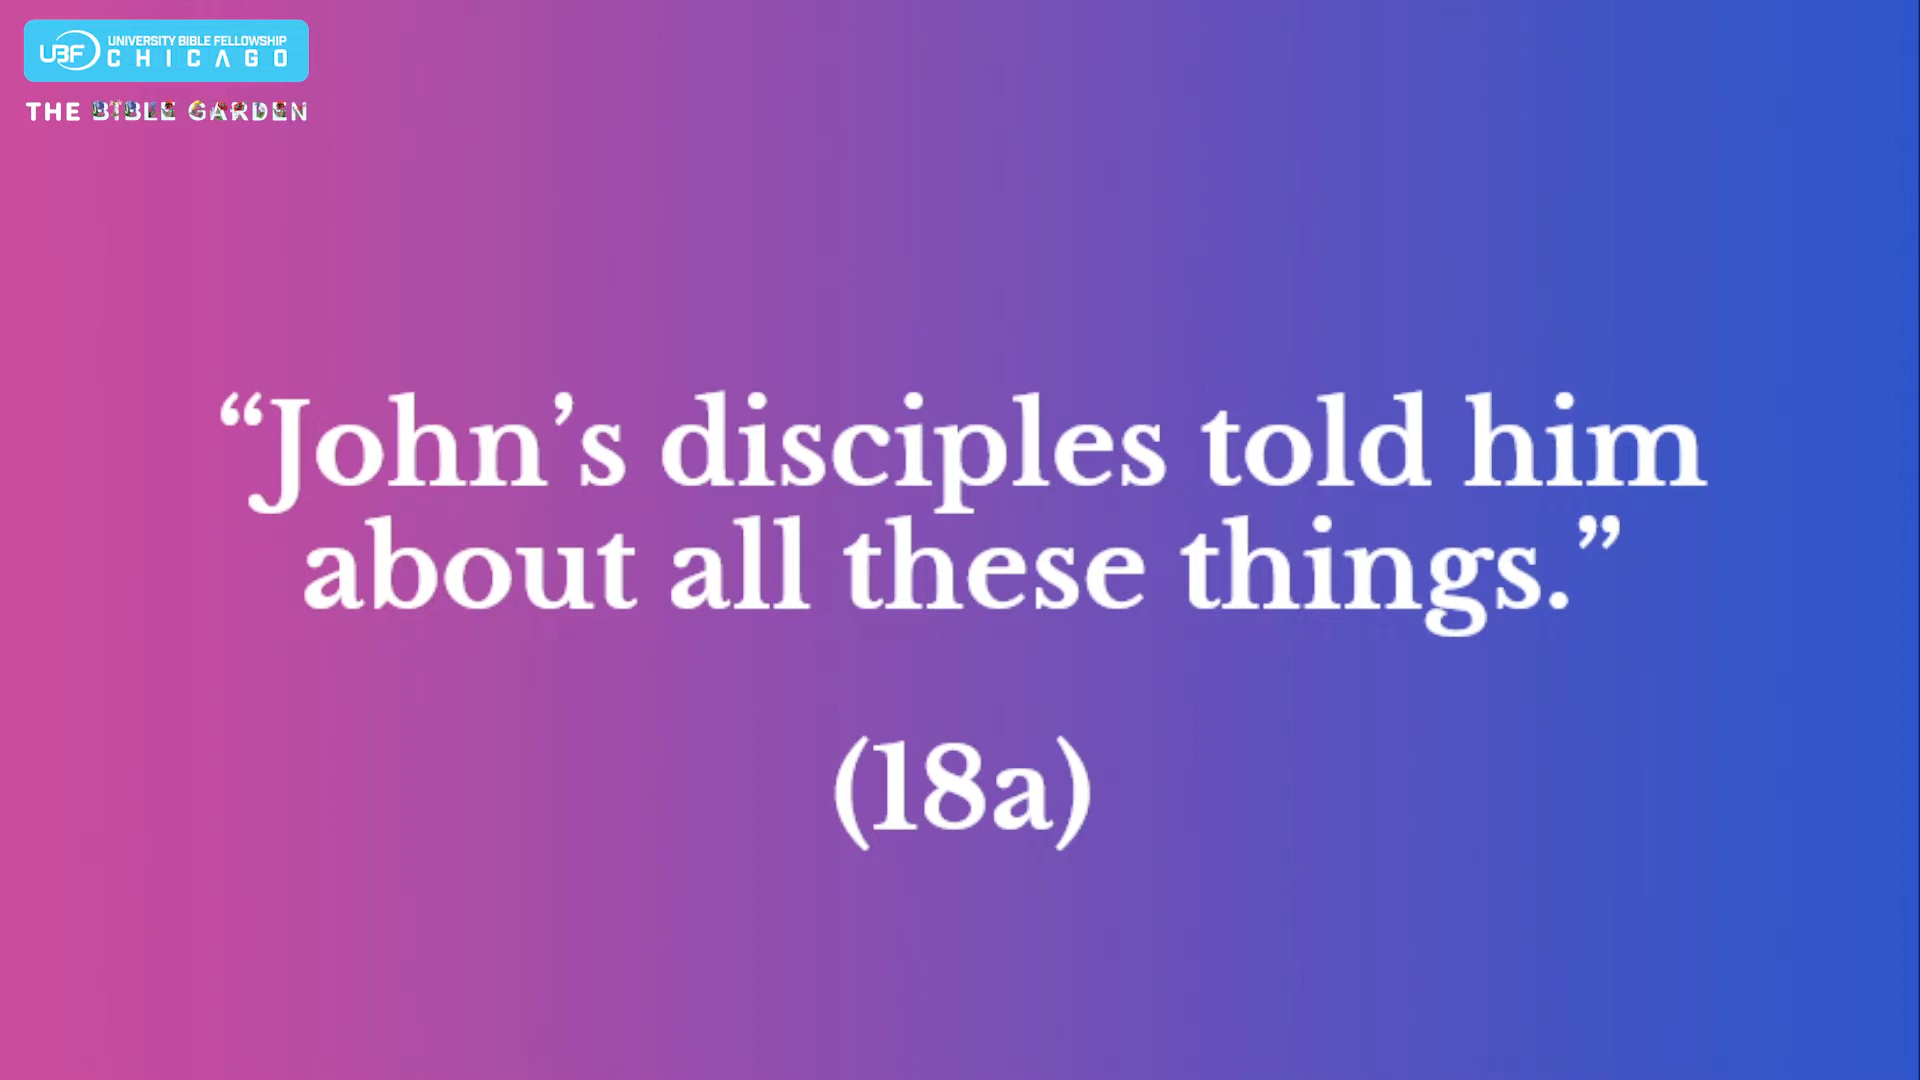 UBF
UNIVERSITY BIBLE FELLOWSHIP
CHICAGO
THE BIBLE GARDEN
“John’s disciples told him
about all these things.”
(18a)